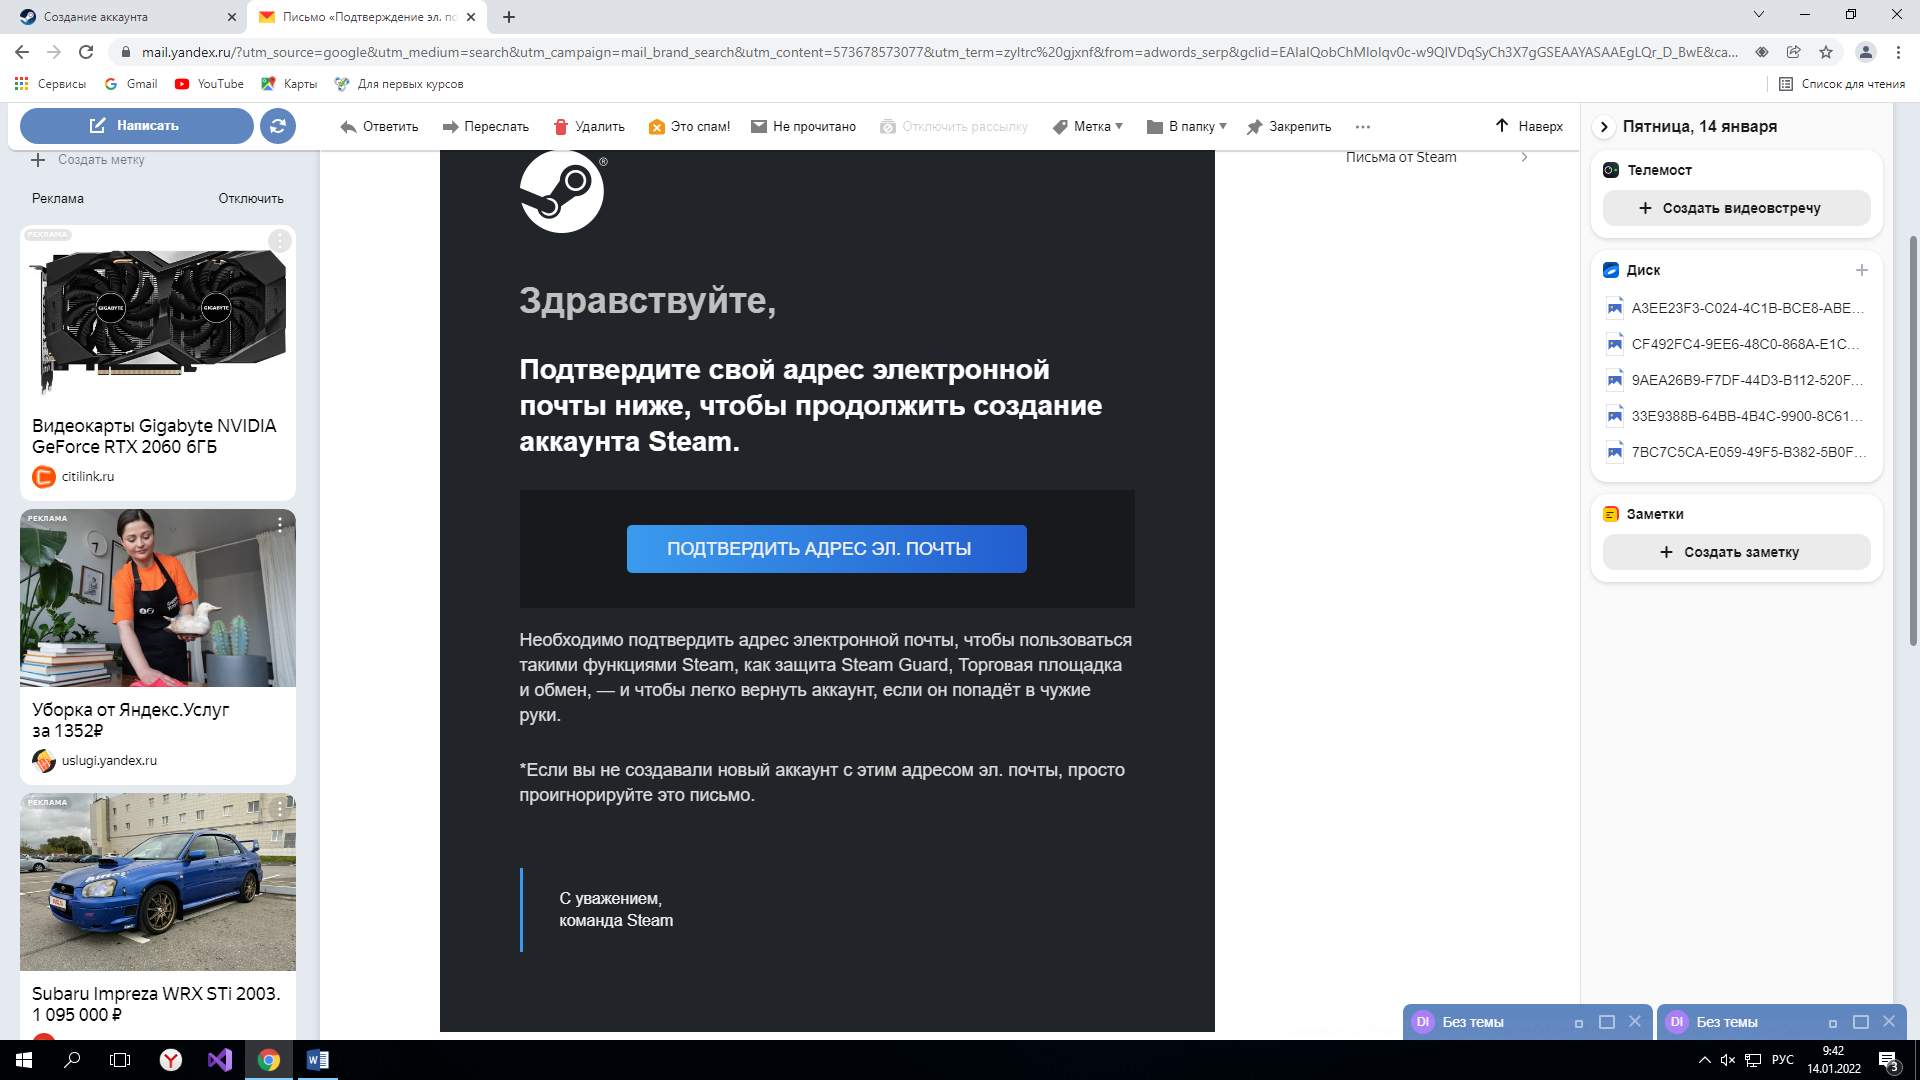 Создание аккаунта
Письмо «Подтверждение эл. по
mail.yandex.ru/?utm_source=google&utm_medium=search&utm_campaign=mail_brand_search&utm_content=573678573077&utm_term=zyltrc%20gjxnf&from=adwords_serp&gclid=EAIaIQobChMIoIqv0c-w9QIVDqSyCh3X7gGSEAAYASAAEgLQr_D_BwE&ca...
Сервисы
Gmail
YouTube
Карты
Для первых курсов
Список для чтения
Написать
Ответить
Переслать
Удалить
Это спам!
Не прочитано
Отключить рассылку
Метка
В папку
Закрепить
Наверх
Пятница, 14 января
Создать метку
Реклама
Отключить
РЕКЛАМА
GIGABYTE
GIGABYTE
Видеокарты Gigabyte NVIDIA
GeForce RTX 2060 6ГБ
citilink.ru
РЕКЛАМА
Уборка от Яндекс.Услуг
за 1352₽
uslugi.yandex.ru
РЕКЛАМА
Subaru Impreza WRX STi 2003.
1 095 000 ₽
®
Здравствуйте,
Подтвердите свой адрес электронной
почты ниже, чтобы продолжить создание
аккаунта Steam.
ПОДТВЕРДИТЬ АДРЕС ЭЛ. ПОЧТЫ
Необходимо подтвердить адрес электронной почты, чтобы пользоваться
такими функциями Steam, как защита Steam Guard, Торговая площадка
и обмен, — и чтобы легко вернуть аккаунт, если он попадёт в чужие
руки.
*Если вы не создавали новый аккаунт с этим адресом эл. почты, просто
проигнорируйте это письмо.
С уважением,
команда Steam
Письма от Steam
Телемост
Создать видеовстречу
Диск
A3EE23F3-C024-4C1B-BCE8-ABE...
CF492FC4-9EE6-48C0-868A-E1C...
9AEA26B9-F7DF-44D3-B112-520F...
33E9388B-64BB-4B4C-9900-8C61...
7BC7C5CA-E059-49F5-B382-5B0F...
Заметки
Создать заметку
DI Без темы
DI Без темы
РУС
9:42
14.01.2022
3